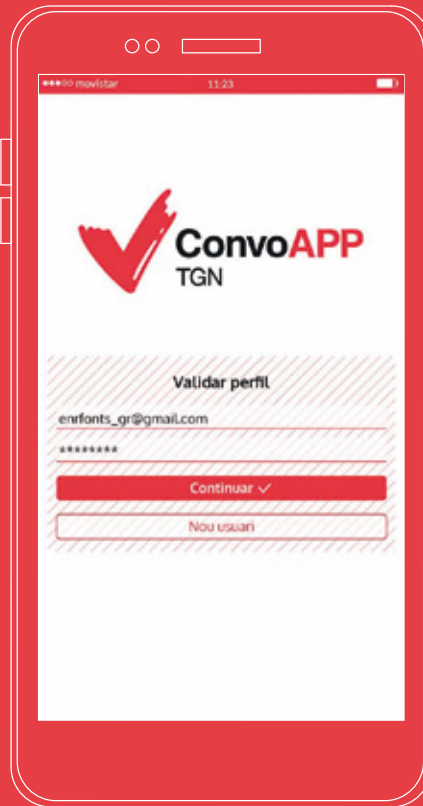 movistar 11:23
ConvoAPP
TGN
Validar perfil
enrfonts_gr@gmail.com
********
Continuar
Nou usuari